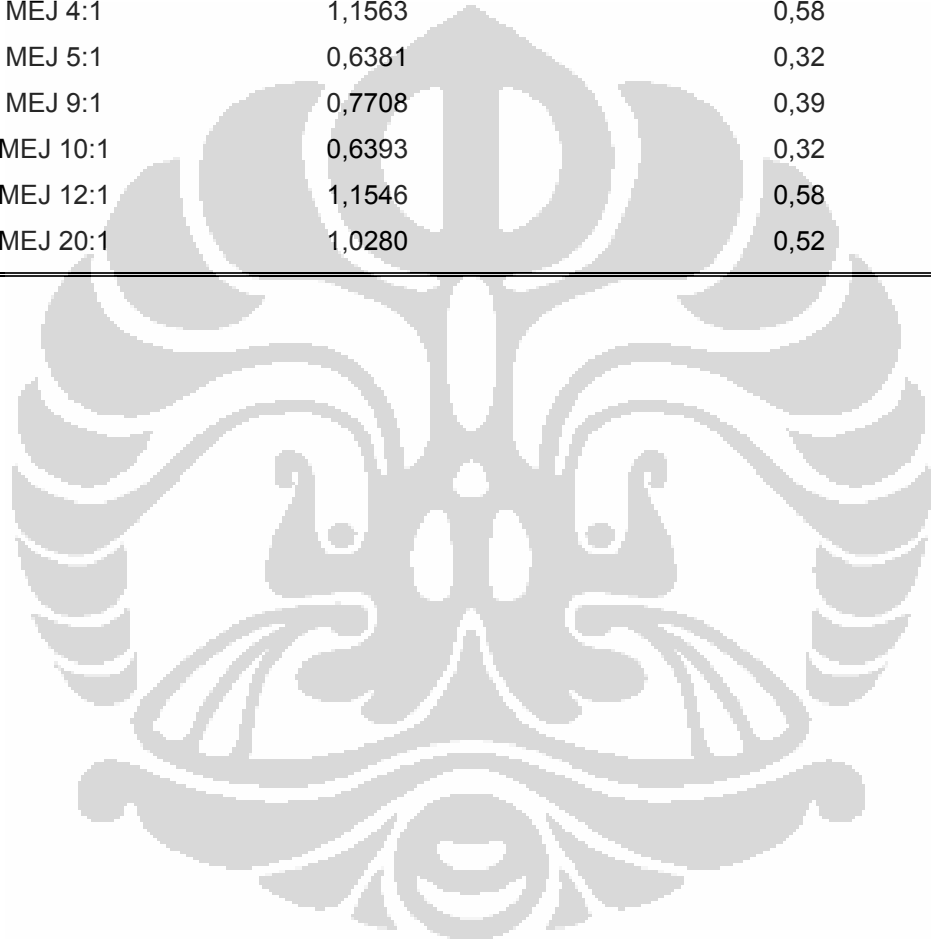 MEJ 4:1 1,1563 0,58
MEJ 5:1 0,6381 0,32
MEJ 9:1 0,7708 0,39
MEJ 10:1 0,6393 0,32
MEJ 12:1 1,1546 0,58
MEJ 20:1 1,0280 0,52